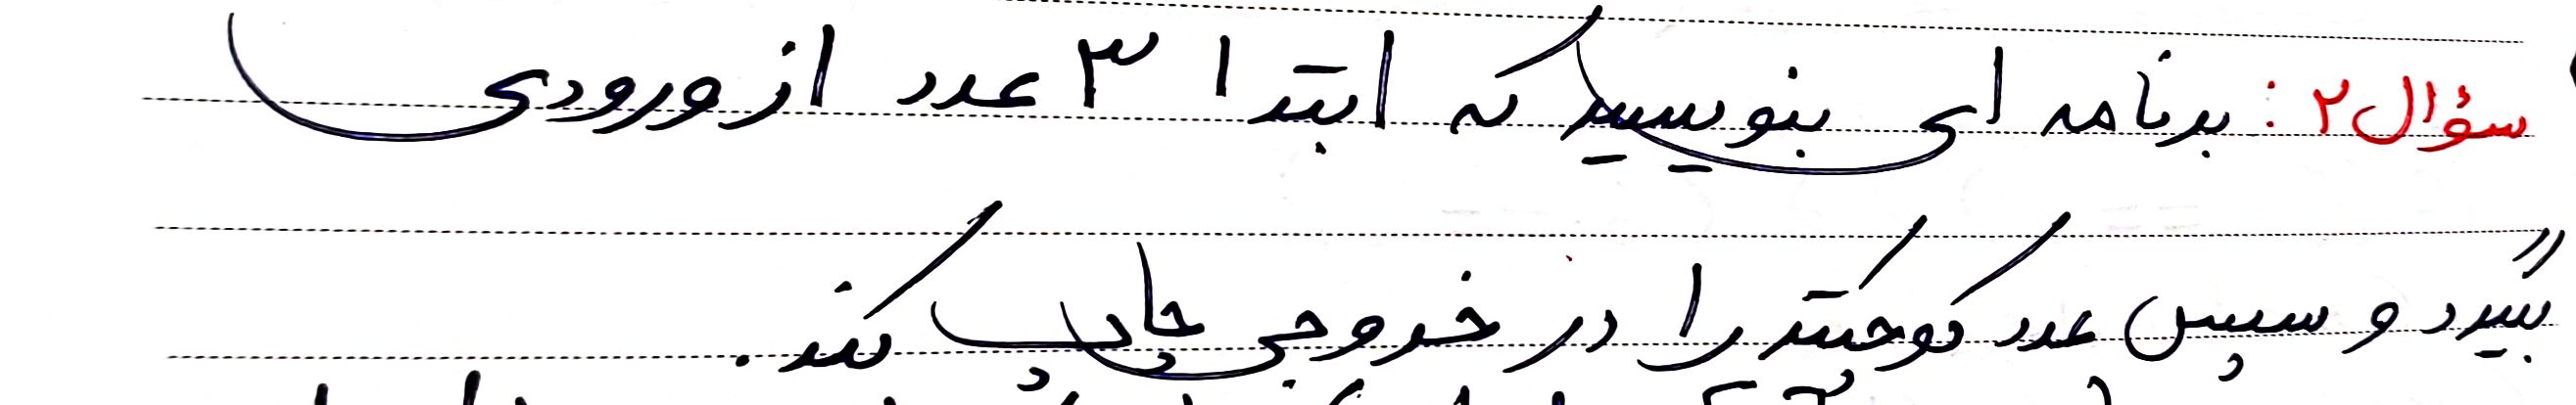 سؤال ۲: برنامه ای بنویسید که ابتدا ۳ عدد از ورودی
بگیرد و سپس عدد کوچکتر را در خروجی چاپ کند.